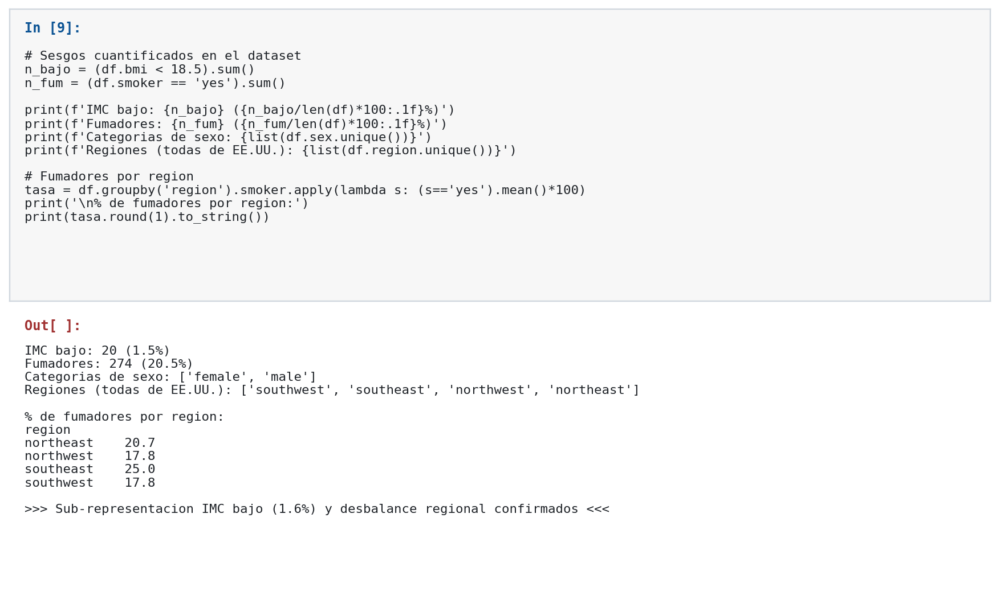 In [9]:
# Sesgos cuantificados en el dataset
n_bajo = (df.bmi < 18.5).sum()
n_fum = (df.smoker == 'yes').sum()
print(f'IMC bajo: {n_bajo} ({n_bajo/len(df)*100:.1f}%)')
print(f'Fumadores: {n_fum} ({n_fum/len(df)*100:.1f}%)')
print(f'Categorias de sexo: {list(df.sex.unique())}')
print(f'Regiones (todas de EE.UU.): {list(df.region.unique())}')
# Fumadores por region
tasa = df.groupby('region').smoker.apply(lambda s: (s=='yes').mean()*100)
print('\n% de fumadores por region:')
print(tasa.round(1).to_string())
Out[ ]:
IMC bajo: 20 (1.5%)
Fumadores: 274 (20.5%)
Categorias de sexo: ['female', 'male']
Regiones (todas de EE.UU.): ['southwest', 'southeast', 'northwest', 'northeast']
% de fumadores por region:
region
northeast    20.7
northwest    17.8
southeast    25.0
southwest    17.8
>>> Sub-representacion IMC bajo (1.6%) y desbalance regional confirmados <<<